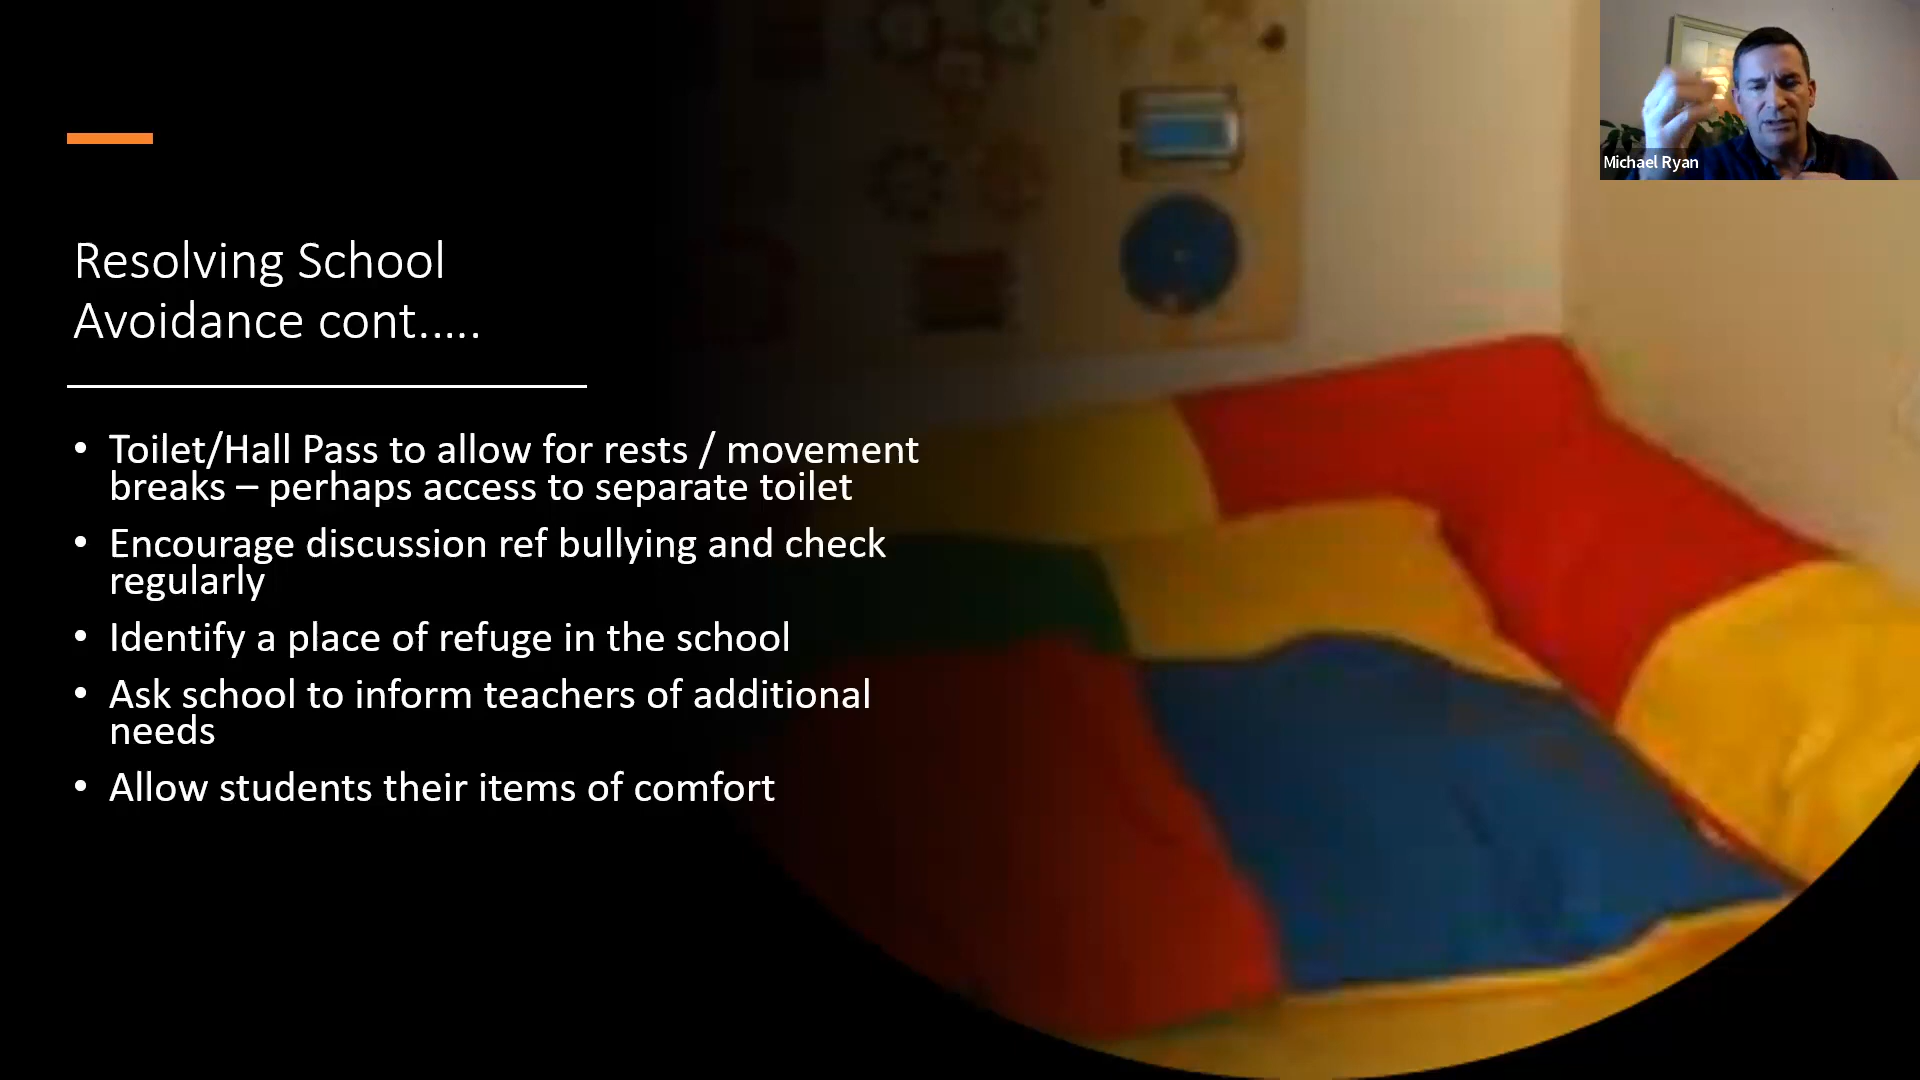 Michael Ryan
Resolving School
Avoidance cont.....
• Toilet/Hall Pass to allow for rests / movement
breaks – perhaps access to separate toilet
• Encourage discussion ref bullying and check
regularly
• Identify a place of refuge in the school
• Ask school to inform teachers of additional
needs
• Allow students their items of comfort